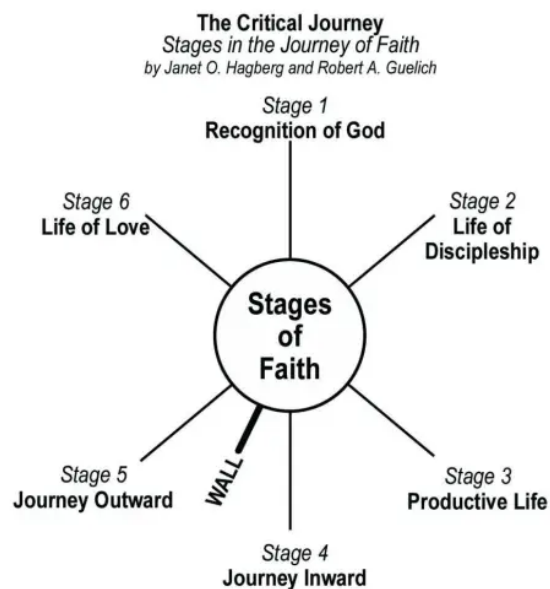 The Critical Journey
Stages in the Journey of Faith
by Janet O. Hagberg and Robert A. Guelich
Stage 1
Recognition of God
Stage 2
Life of
Discipleship
Stage 3
Productive Life
Stage 4
Journey Inward
WALL
Stage 5
Journey Outward
Stage 6
Life of Love
Stages
of
Faith